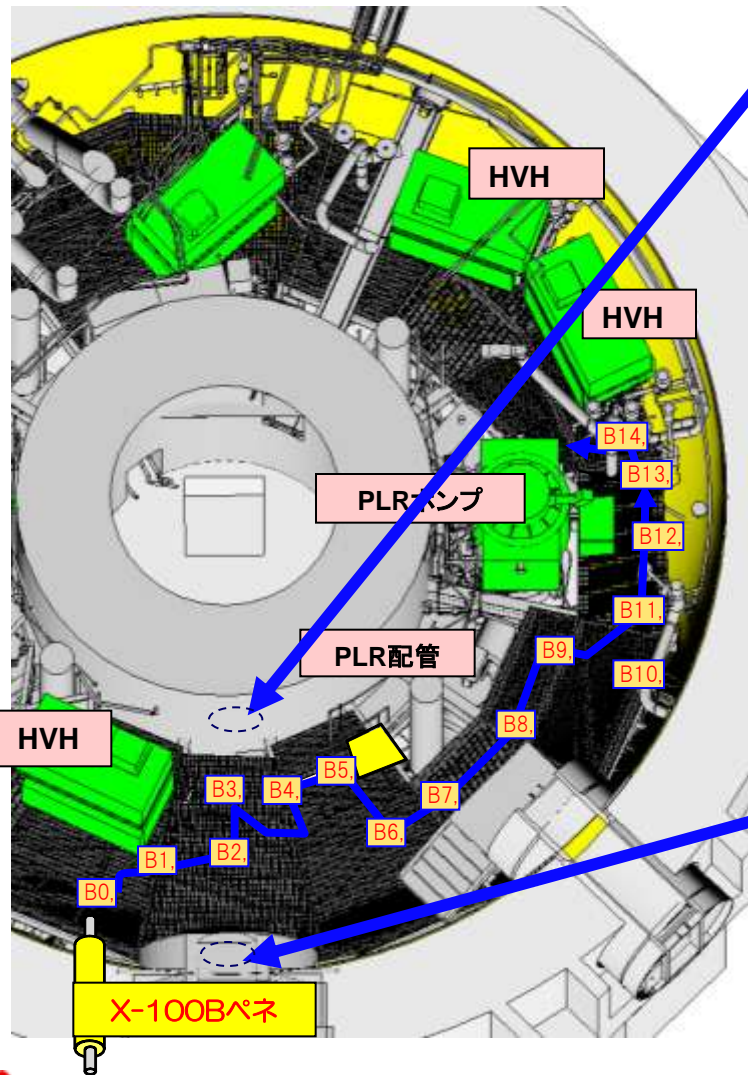 HVH
HVH
B14,
B13,
PLRポンプ
B12,
B11,
B9,
PLR配管
B10,
B8,
HVH
B5,
B3,
B4,
B7,
B6,
B1,
B2,
B0,
X-100Bペネ